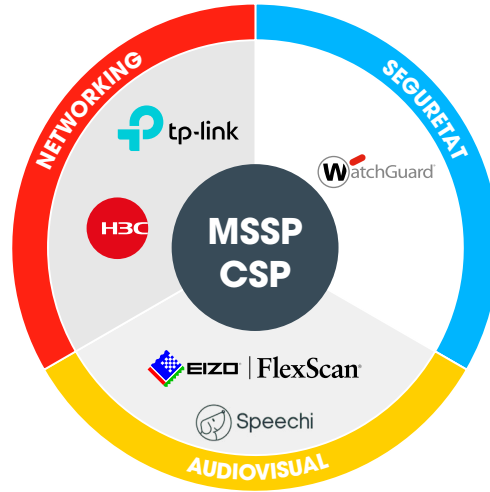 NETWORKING
SEGURETAT
tp-link
WatchGuard
H3C
MSSP
CSP
EIZO | FlexScan
Speechi
AUDIOVISUAL